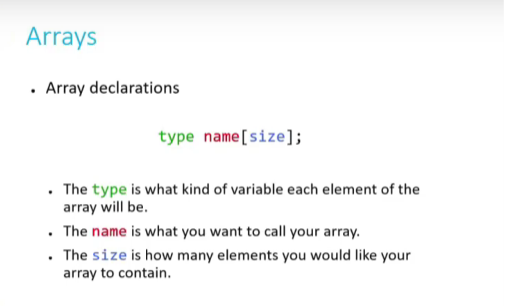 Arrays
• Array declarations
type name[size];
• The type is what kind of variable each element of the
array will be.
• The name is what you want to call your array.
• The size is how many elements you would like your
array to contain.